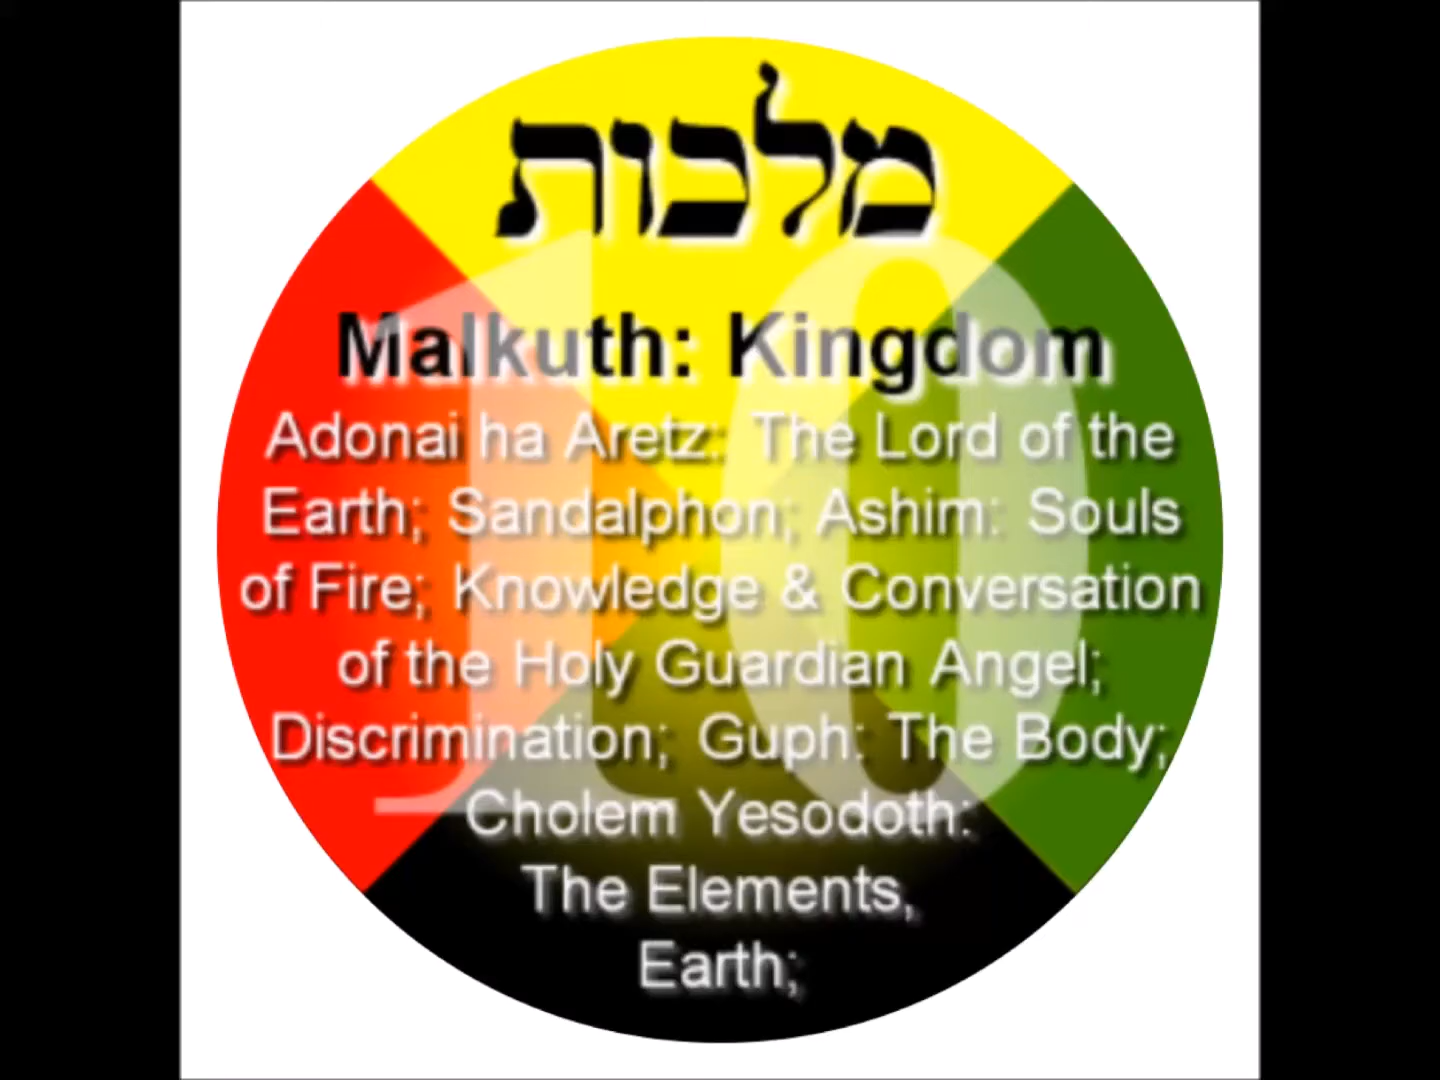 מלכות
10
Malkuth: Kingdom
Adonai ha Aretz: The Lord of the
Earth; Sandalphon; Ashim: Souls
of Fire; Knowledge & Conversation
of the Holy Guardian Angel;
Discrimination; Guph: The Body;
Cholem Yesodoth:
The Elements,
Earth;